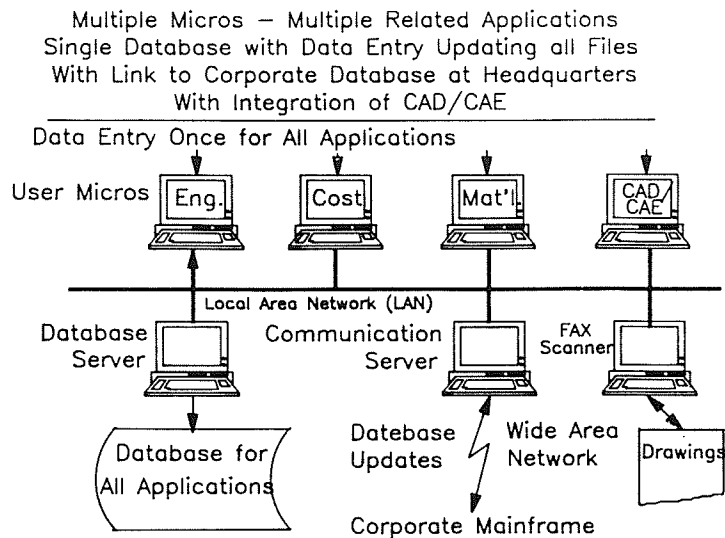 Multiple Micros – Multiple Related Applications
Single Database with Data Entry Updating all Files
With Link to Corporate Database at Headquarters
With Integration of CAD/CAE
Data Entry Once for All Applications
User Micros
Eng.
Cost
Mat'l.
CAD/
CAE
Local Area Network (LAN)
Database
Server
Communication
Server
FAX
Scanner
Database for
All Applications
Datebase
Updates
Wide Area
Network
Drawings
Corporate Mainframe